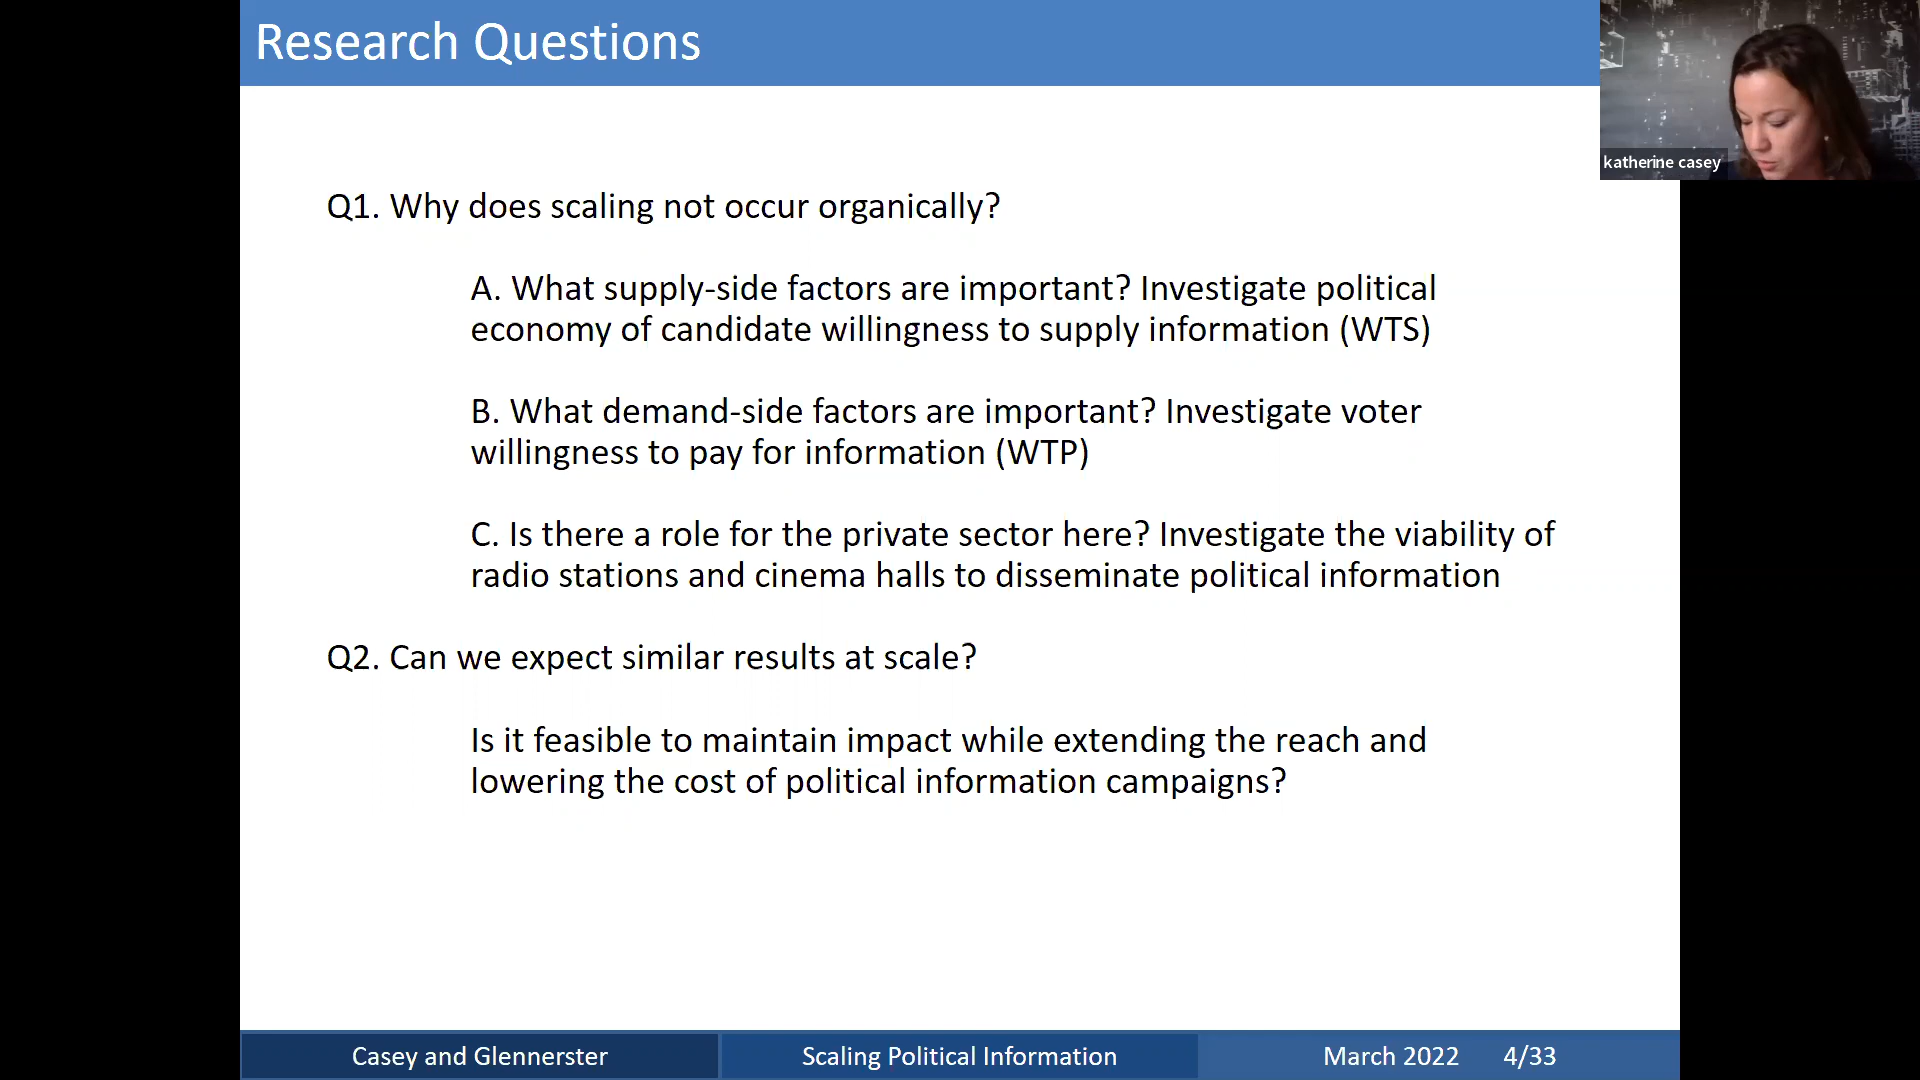 Research Questions
katherine casey
Q1. Why does scaling not occur organically?
A. What supply-side factors are important? Investigate political
economy of candidate willingness to supply information (WTS)
B. What demand-side factors are important? Investigate voter
willingness to pay for information (WTP)
C. Is there a role for the private sector here? Investigate the viability of
radio stations and cinema halls to disseminate political information
Q2. Can we expect similar results at scale?
Is it feasible to maintain impact while extending the reach and
lowering the cost of political information campaigns?
Casey and Glennerster
Scaling Political Information
March 2022 4/33